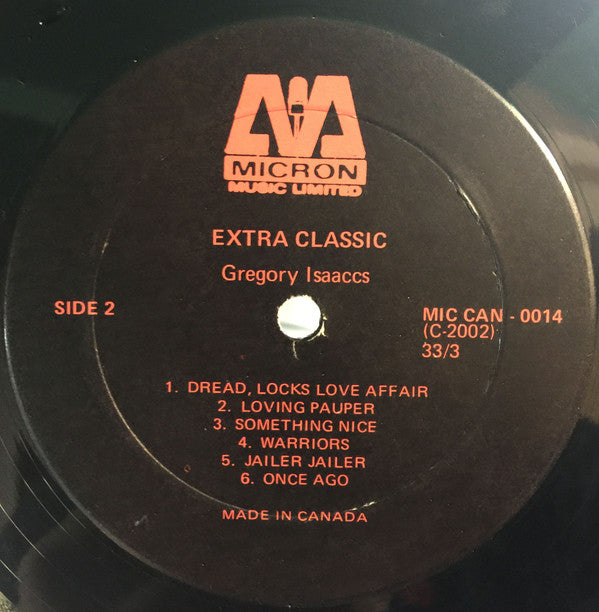 MICRON
MUSIC LIMITED
EXTRA CLASSIC
Gregory Isaaccs
SIDE 2
MIC CAN - 0014
(C-2002)
33/3
1. DREAD, LOCKS LOVE AFFAIR
2. LOVING PAUPER
3. SOMETHING NICE
4. WARRIORS
5. JAILER JAILER
6. ONCE AGO
MADE IN CANADA